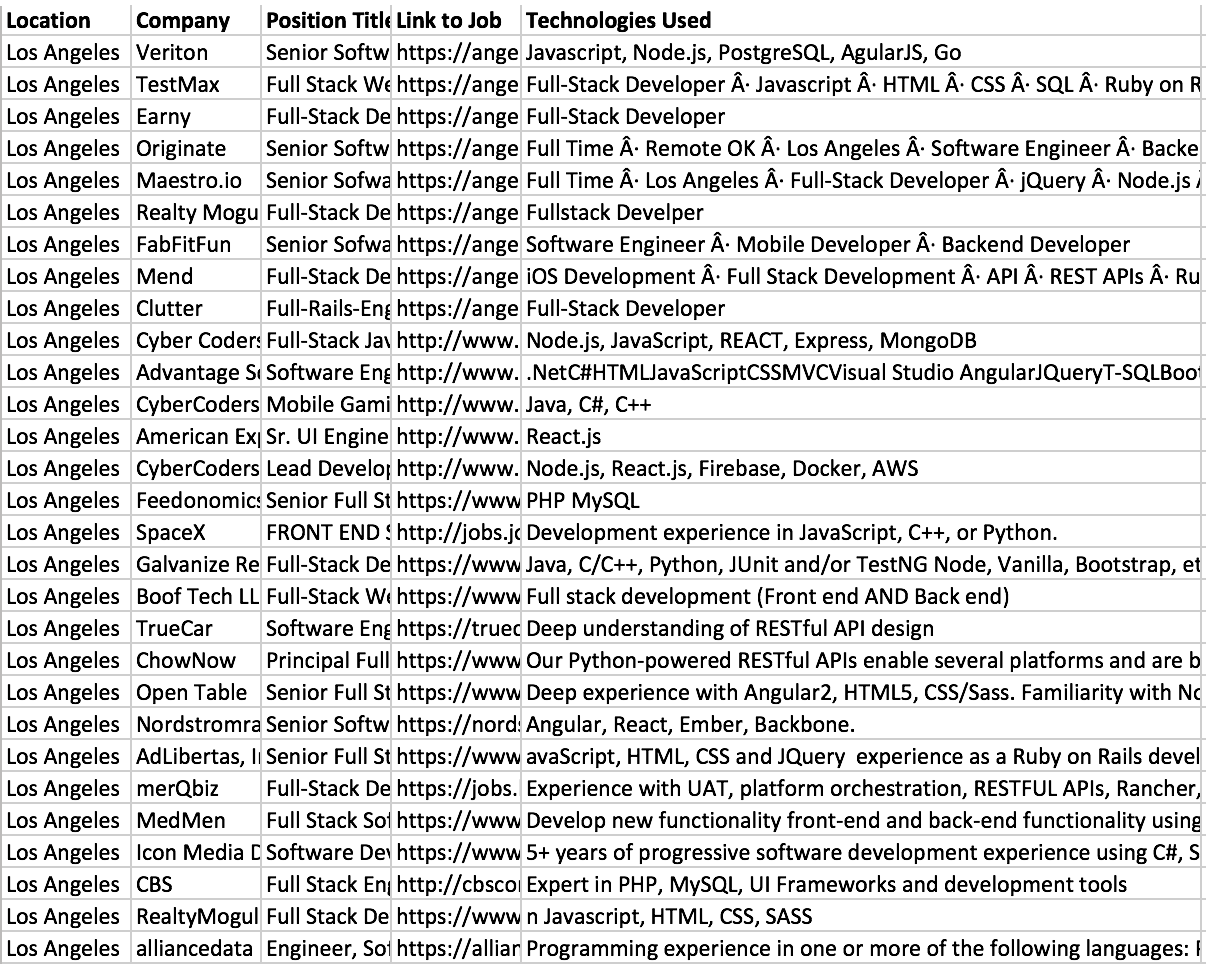 Location Company Position Title Link to Job Technologies Used
Los Angeles Veriton Senior Softw https://ange Javascript, Node.js, PostgreSQL, AgularJS, Go
Los Angeles TestMax Full Stack We https://ange Full-Stack Developer Â· Javascript Â· HTML Â· CSS Â· SQL Â· Ruby on R
Los Angeles Earny Full-Stack De https://ange Full-Stack Developer
Los Angeles Originate Senior Softw https://ange Full Time Â· Remote OK Â· Los Angeles Â· Software Engineer Â· Backe
Los Angeles Maestro.io Senior Sofwa https://ange Full Time Â· Los Angeles Â· Full-Stack Developer Â· jQuery Â· Node.js
Los Angeles Realty Mogu Full-Stack De https://ange Fullstack Develper
Los Angeles FabFitFun Senior Sofwa https://ange Software Engineer Â· Mobile Developer Â· Backend Developer
Los Angeles Mend Full-Stack De https://ange iOS Development Â· Full Stack Development Â· API Â· REST APIs Â· Ru
Los Angeles Clutter Full-Rails-Eng https://ange Full-Stack Developer
Los Angeles Cyber Coders Full-Stack Jav http://www. Node.js, JavaScript, REACT, Express, MongoDB
Los Angeles Advantage So Software Eng http://www. .NetC#HTMLJavaScriptCSSMVCVisual Studio AngularJQueryT-SQLBoot
Los Angeles CyberCoders Mobile Gami http://www. Java, C#, C++
Los Angeles American Exp Sr. UI Engine http://www. React.js
Los Angeles CyberCoders Lead Develop http://www. Node.js, React.js, Firebase, Docker, AWS
Los Angeles Feedonomics Senior Full St https://www PHP MySQL
Los Angeles SpaceX FRONT END S http://jobs.jo Development experience in JavaScript, C++, or Python.
Los Angeles Galvanize Re Full-Stack De https://www Java, C/C++, Python, JUnit and/or TestNG Node, Vanilla, Bootstrap, et
Los Angeles Boof Tech LL Full-Stack We https://www Full stack development (Front end AND Back end)
Los Angeles TrueCar Software Eng https://truec Deep understanding of RESTful API design
Los Angeles ChowNow Principal Full https://www Our Python-powered RESTful APIs enable several platforms and are b
Los Angeles Open Table Senior Full St https://www Deep experience with Angular2, HTML5, CSS/Sass. Familiarity with No
Los Angeles Nordstromra Senior Softw https://nords Angular, React, Ember, Backbone.
Los Angeles AdLibertas, I Senior Full St https://www avaScript, HTML, CSS and JQuery experience as a Ruby on Rails devel
Los Angeles merQbiz Full-Stack De https://jobs. Experience with UAT, platform orchestration, RESTFUL APIs, Rancher,
Los Angeles MedMen Full Stack Sof https://www Develop new functionality front-end and back-end functionality using
Los Angeles Icon Media D Software Dev https://www 5+ years of progressive software development experience using C#, S
Los Angeles CBS Full Stack Eng http://cbscor Expert in PHP, MySQL, UI Frameworks and development tools
Los Angeles RealtyMogul Full Stack De https://www n Javascript, HTML, CSS, SASS
Los Angeles alliancedata Engineer, Sof https://allian Programming experience in one or more of the following languages: